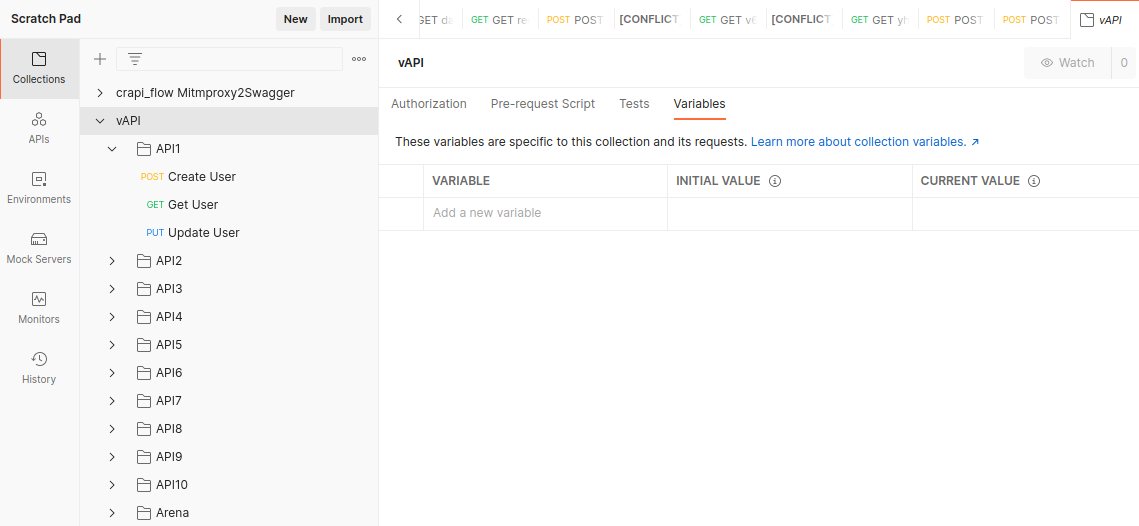 Scratch Pad
New
Import
GET
GET GET re
POST POST
[CONFLICT
GET GET
[CONFLICT
GET GET
POST POST
POST POST
vAPI
Collections
APIs
Environments
Mock Servers
Monitors
History
crapi_flow Mitmproxy2Swagger
vAPI
API1
POST Create User
GET Get User
PUT Update User
API2
API3
API4
API5
API6
API7
API8
API9
API10
Arena
vAPI
Watch
0
Authorization
Pre-request Script
Tests
Variables
These variables are specific to this collection and its requests. Learn more about collection variables. ↗
VARIABLE
INITIAL VALUE
CURRENT VALUE
Add a new variable